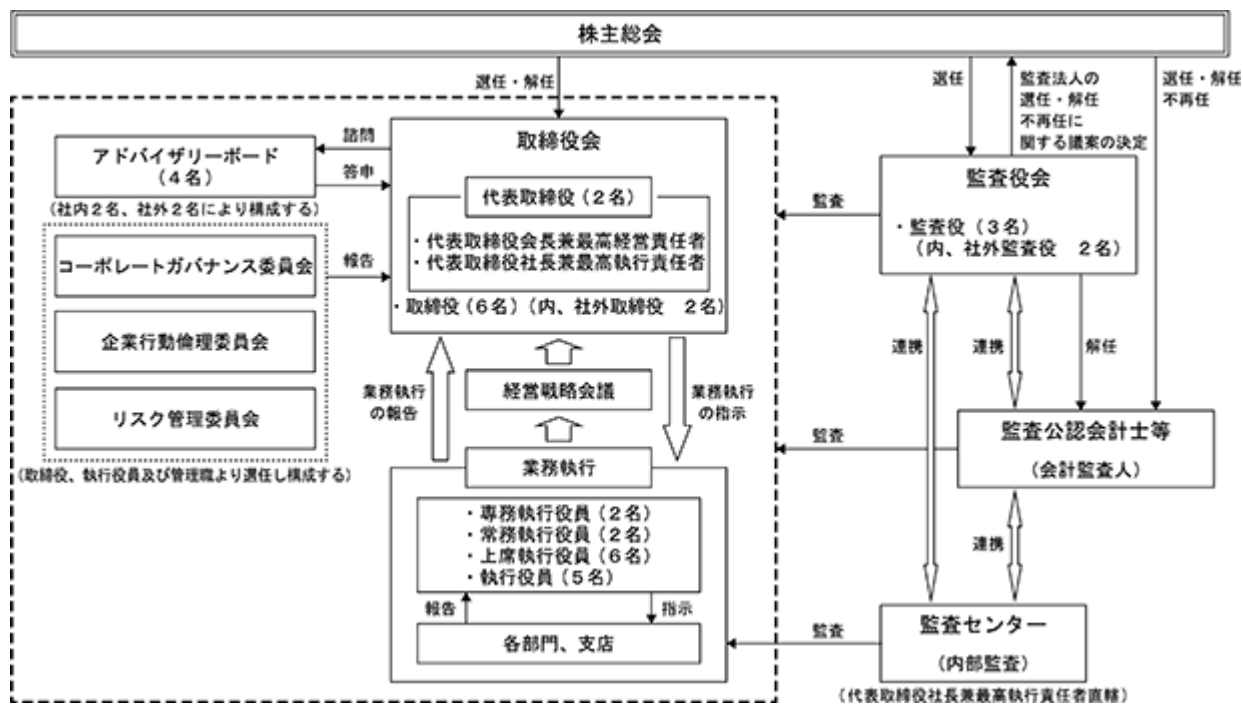 株主総会
選任・解任
選任
監査法人の
選任・解任
不再任に
関する議案の決定
選任・解任
不再任
アドバイザリーボード
(4名)
(社内2名、社外2名により構成する)
諮問
答申
取締役会
代表取締役(2名)
・代表取締役会長兼最高経営責任者
・代表取締役社長兼最高執行責任者
・取締役(6名)(内、社外取締役 2名)
監査
監査役会
・監査役(3名)
(内、社外監査役 2名)
コーポレートガバナンス委員会
報告
企業行動倫理委員会
リスク管理委員会
(取締役、執行役員及び管理職より選任し構成する)
業務執行
の報告
経営戦略会議
業務執行
の指示
連携
連携
解任
監査
監査公認会計士等
(会計監査人)
業務執行
・専務執行役員(2名)
・常務執行役員(2名)
・上席執行役員(6名)
・執行役員(5名)
報告
指示
各部門、支店
連携
監査
監査センター
(内部監査)
(代表取締役社長兼最高執行責任者直轄)